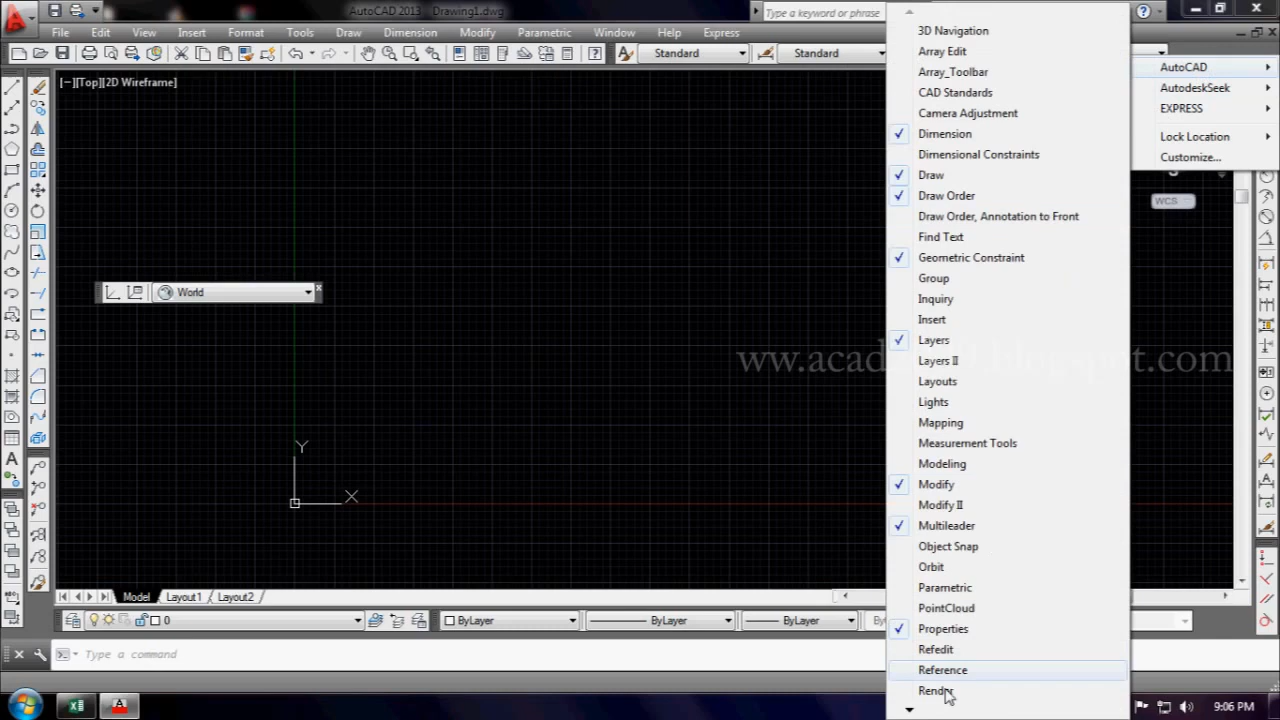 AutoCAD 2013 - Drawing1.dwg
Type a keyword or phrase
File Edit View Insert Format Tools Draw Dimension Modify Parametric Window Help Express
Standard Standard
[−][Top][2D Wireframe]
World
Y
X
WCS
AutoCAD
AutodeskSeek
EXPRESS
Lock Location
Customize...
3D Navigation
Array Edit
Array_Toolbar
CAD Standards
Camera Adjustment
Dimension
Dimensional Constraints
Draw
Draw Order
Draw Order, Annotation to Front
Find Text
Geometric Constraint
Group
Inquiry
Insert
Layers
Layers II
Layouts
Lights
Mapping
Measurement Tools
Modeling
Modify
Modify II
Multileader
Object Snap
Orbit
Parametric
PointCloud
Properties
Refedit
Reference
Render
Model Layout1 Layout2
0 ByLayer ByLayer ByLayer
Type a command
9:06 PM